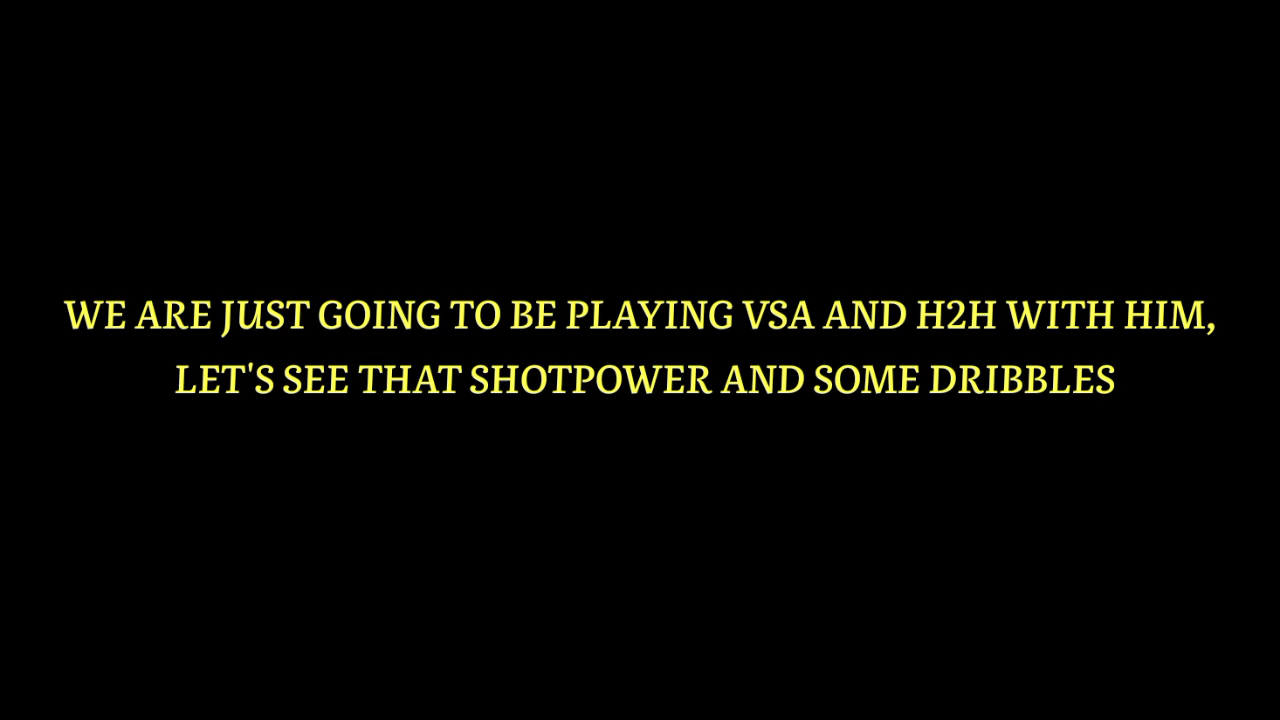 WE ARE JUST GOING TO BE PLAYING VSA AND H2H WITH HIM,
LET'S SEE THAT SHOTPOWER AND SOME DRIBBLES